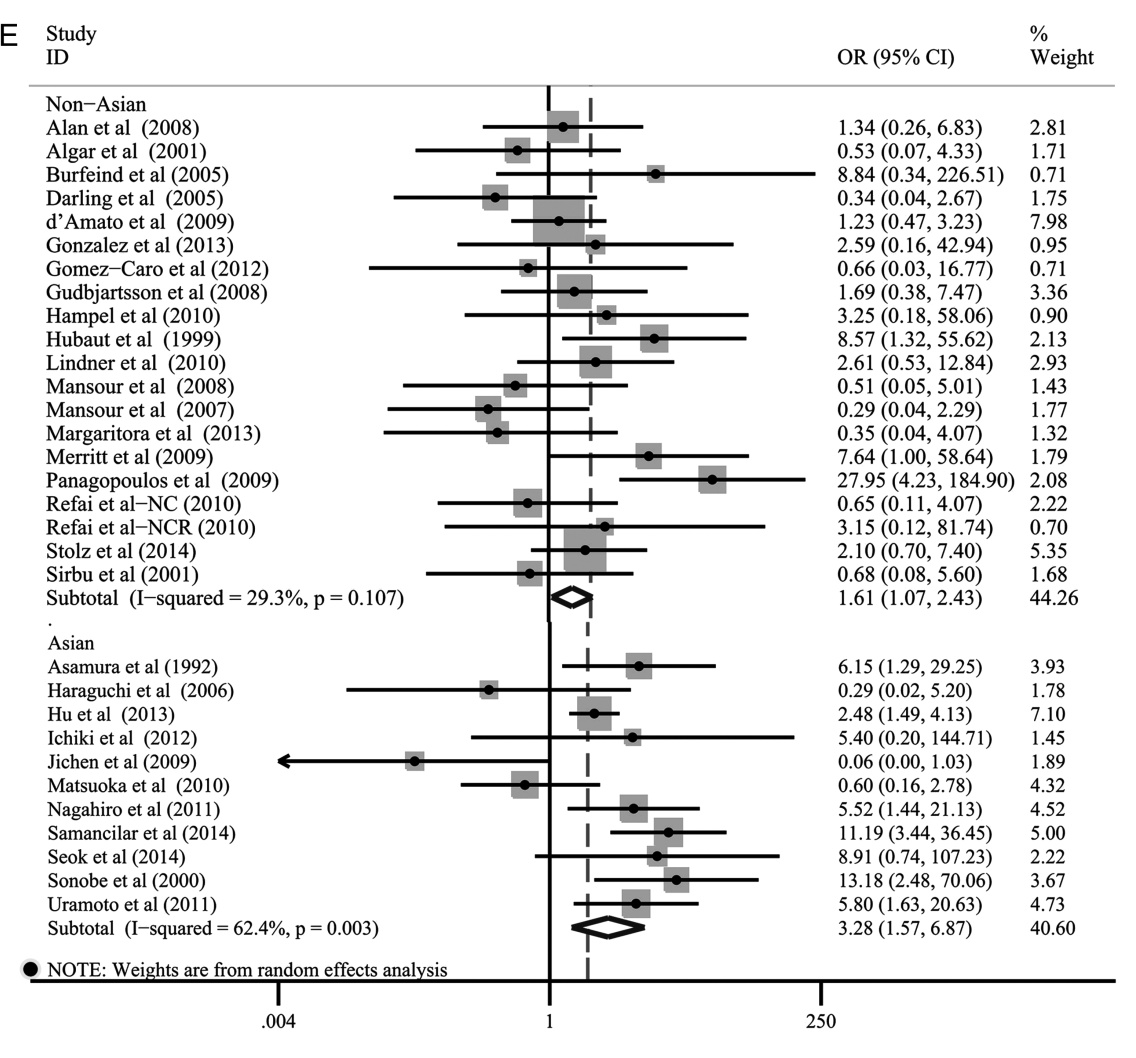 E
Study ID OR (95% CI) % Weight
Non−Asian
Alan et al (2008) 1.34 (0.26, 6.83) 2.81
Algar et al (2001) 0.53 (0.07, 4.33) 1.71
Burfeind et al (2005) 8.84 (0.34, 226.51) 0.71
Darling et al (2005) 0.34 (0.04, 2.67) 1.75
d’Amato et al (2009) 1.23 (0.47, 3.23) 7.98
Gonzalez et al (2013) 2.59 (0.16, 42.94) 0.95
Gomez−Caro et al (2012) 0.66 (0.03, 16.77) 0.71
Gudbjartsson et al (2008) 1.69 (0.38, 7.47) 3.36
Hampel et al (2010) 3.25 (0.18, 58.06) 0.90
Hubaut et al (1999) 8.57 (1.32, 55.62) 2.13
Lindner et al (2010) 2.61 (0.53, 12.84) 2.93
Mansour et al (2008) 0.51 (0.05, 5.01) 1.43
Mansour et al (2007) 0.29 (0.04, 2.29) 1.77
Margaritora et al (2013) 0.35 (0.04, 4.07) 1.32
Merritt et al (2009) 7.64 (1.00, 58.64) 1.79
Panagopoulos et al (2009) 27.95 (4.23, 184.90) 2.08
Refai et al−NC (2010) 0.65 (0.11, 4.07) 2.22
Refai et al−NCR (2010) 3.15 (0.12, 81.74) 0.70
Stolz et al (2014) 2.10 (0.70, 7.40) 5.35
Sirbu et al (2001) 0.68 (0.08, 5.60) 1.68
Subtotal (I−squared = 29.3%, p = 0.107) 1.61 (1.07, 2.43) 44.26
.
Asian
Asamura et al (1992) 6.15 (1.29, 29.25) 3.93
Haraguchi et al (2006) 0.29 (0.02, 5.20) 1.78
Hu et al (2013) 2.48 (1.49, 4.13) 7.10
Ichiki et al (2012) 5.40 (0.20, 144.71) 1.45
Jichen et al (2009) 0.06 (0.00, 1.03) 1.89
Matsuoka et al (2010) 0.60 (0.16, 2.78) 4.32
Nagahiro et al (2011) 5.52 (1.44, 21.13) 4.52
Samancilar et al (2014) 11.19 (3.44, 36.45) 5.00
Seok et al (2014) 8.91 (0.74, 107.23) 2.22
Sonobe et al (2000) 13.18 (2.48, 70.06) 3.67
Uramoto et al (2011) 5.80 (1.63, 20.63) 4.73
Subtotal (I−squared = 62.4%, p = 0.003) 3.28 (1.57, 6.87) 40.60
NOTE: Weights are from random effects analysis
.004 1 250